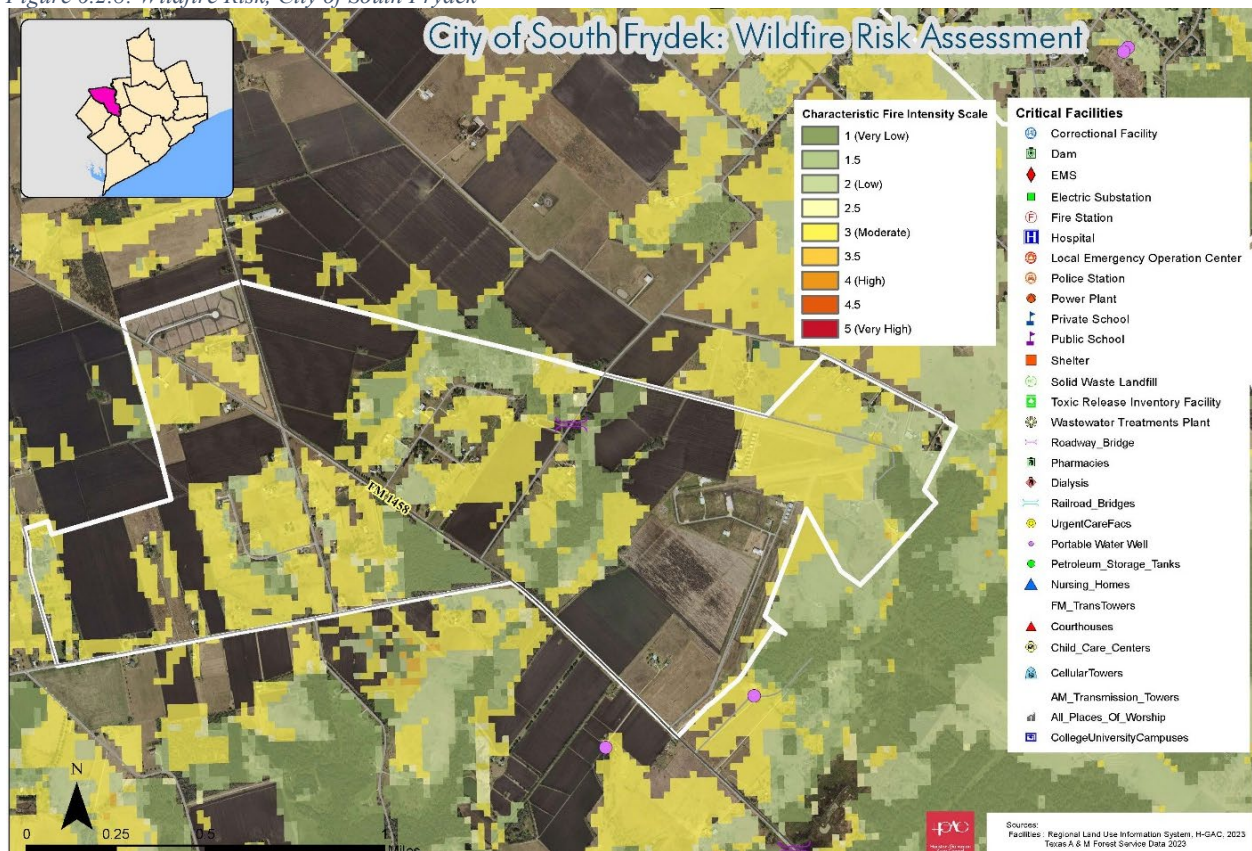 City of South Frydek: Wildfire Risk Assessment
Characteristic Fire Intensity Scale
1 (Very Low)
1.5
2 (Low)
2.5
3 (Moderate)
3.5
4 (High)
4.5
5 (Very High)
Critical Facilities
Correctional Facility
Dam
EMS
Electric Substation
F
Fire Station
H
Hospital
Local Emergency Operation Center
Police Station
Power Plant
Private School
Public School
Shelter
Solid Waste Landfill
Toxic Release Inventory Facility
Wastewater Treatments Plant
Roadway_Bridge
Pharmacies
Dialysis
Railroad_Bridges
UrgentCareFacs
Portable Water Well
Petroleum_Storage_Tanks
Nursing_Homes
FM_TransTowers
Courthouses
Child_Care_Centers
CellularTowers
AM_Transmission_Towers
All_Places_Of_Worship
CollegeUniversityCampuses
FM 1458
N
0
0.25
0.5
1
Miles
Sources:
Facilities : Regional Land Use Information System, H-GAC, 2023
Texas A & M Forest Service Data 2023